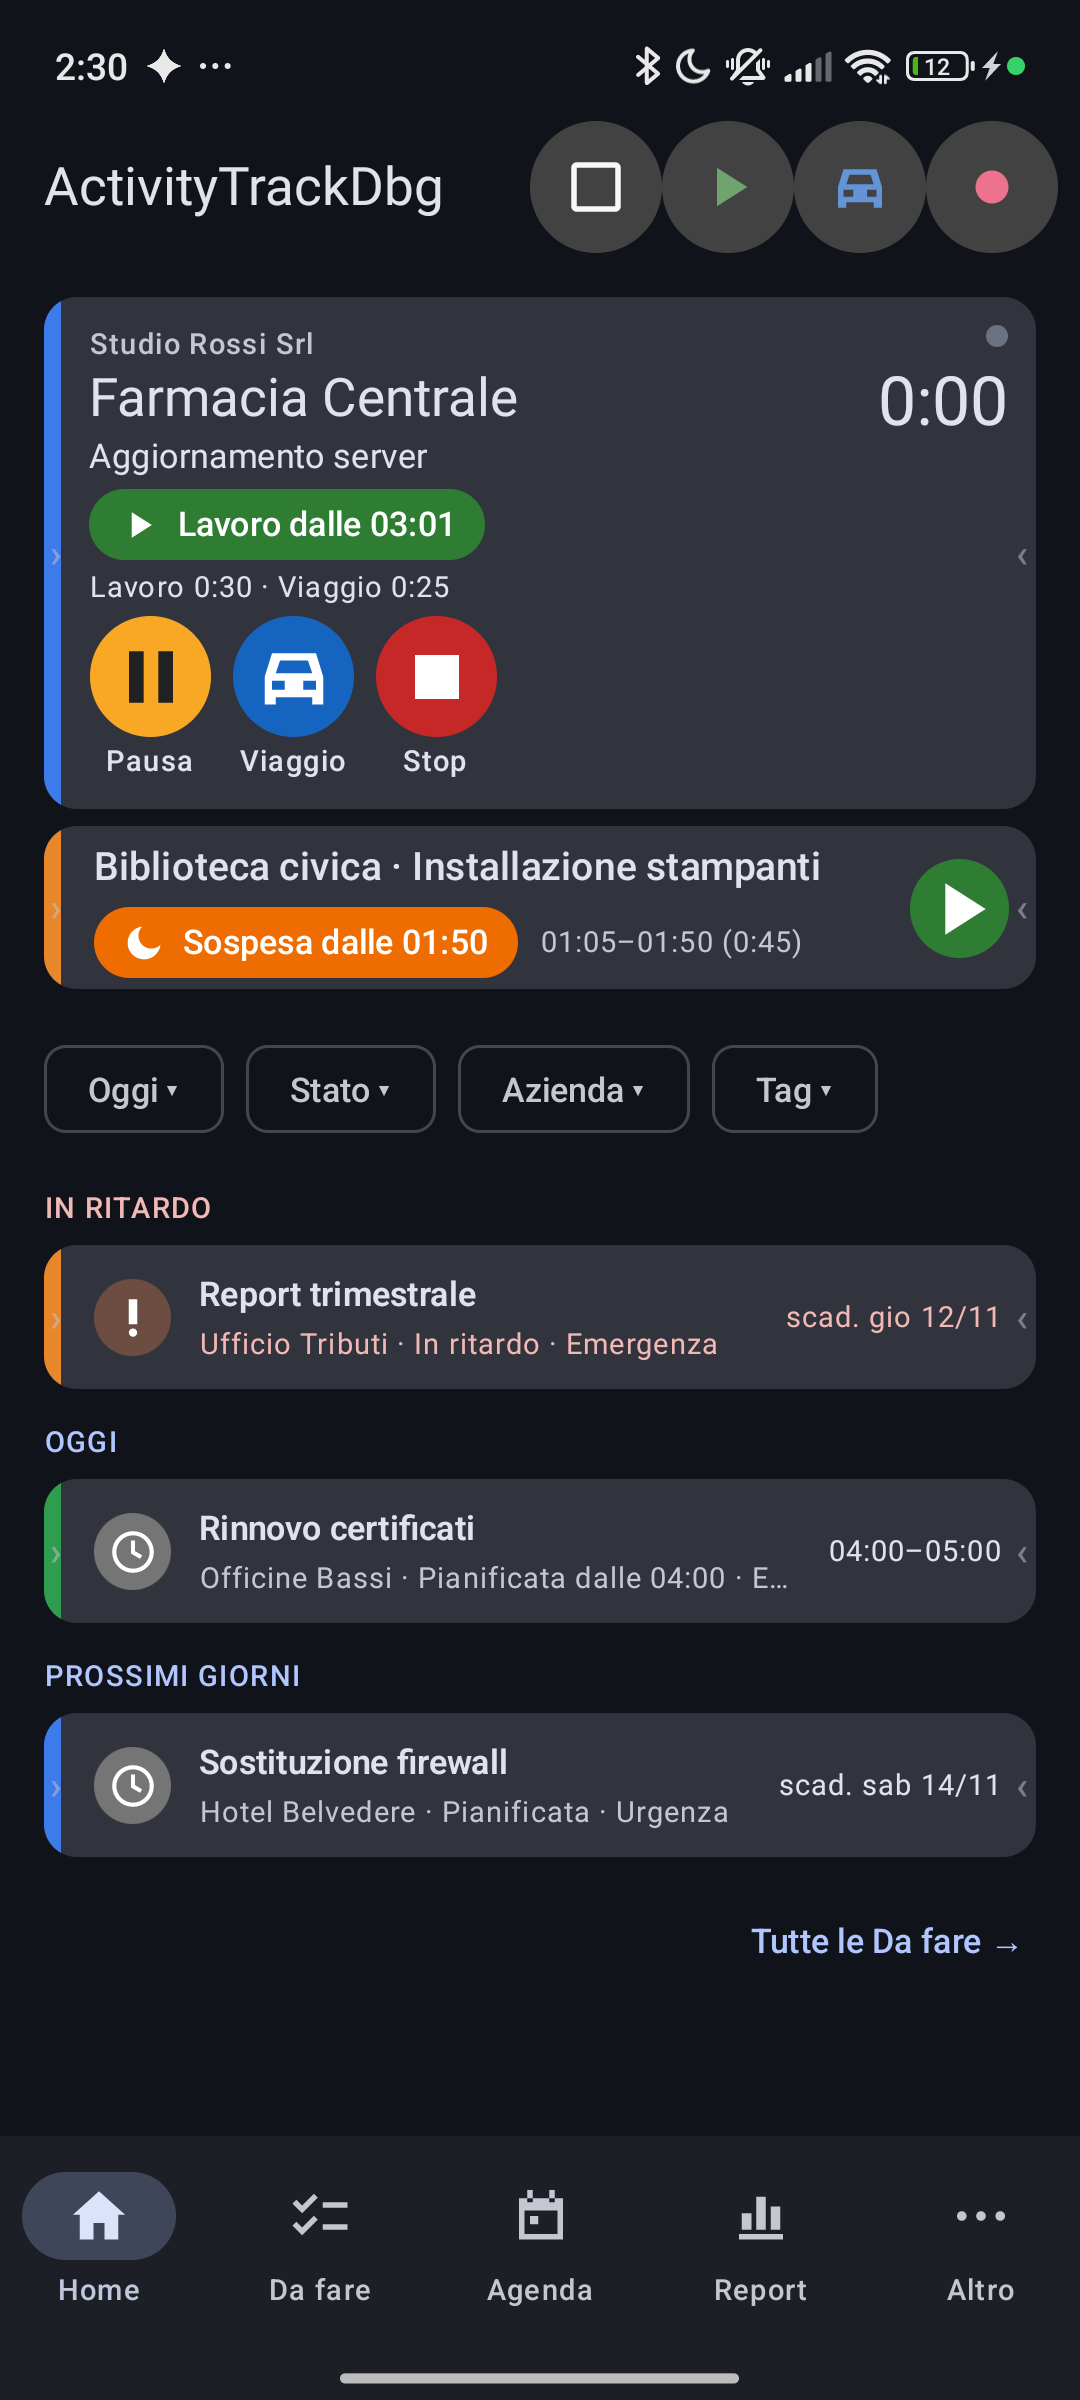 2:30
12
ActivityTrackDbg
Studio Rossi Srl
Farmacia Centrale
0:00
Aggiornamento server
Lavoro dalle 03:01
Lavoro 0:30 · Viaggio 0:25
Pausa
Viaggio
Stop
Biblioteca civica · Installazione stampanti
Sospesa dalle 01:50
01:05–01:50 (0:45)
Oggi ▾
Stato ▾
Azienda ▾
Tag ▾
IN RITARDO
Report trimestrale
Ufficio Tributi · In ritardo · Emergenza
scad. gio 12/11
OGGI
Rinnovo certificati
Officine Bassi · Pianificata dalle 04:00 · E…
04:00–05:00
PROSSIMI GIORNI
Sostituzione firewall
Hotel Belvedere · Pianificata · Urgenza
scad. sab 14/11
Tutte le Da fare →
Home
Da fare
Agenda
Report
Altro